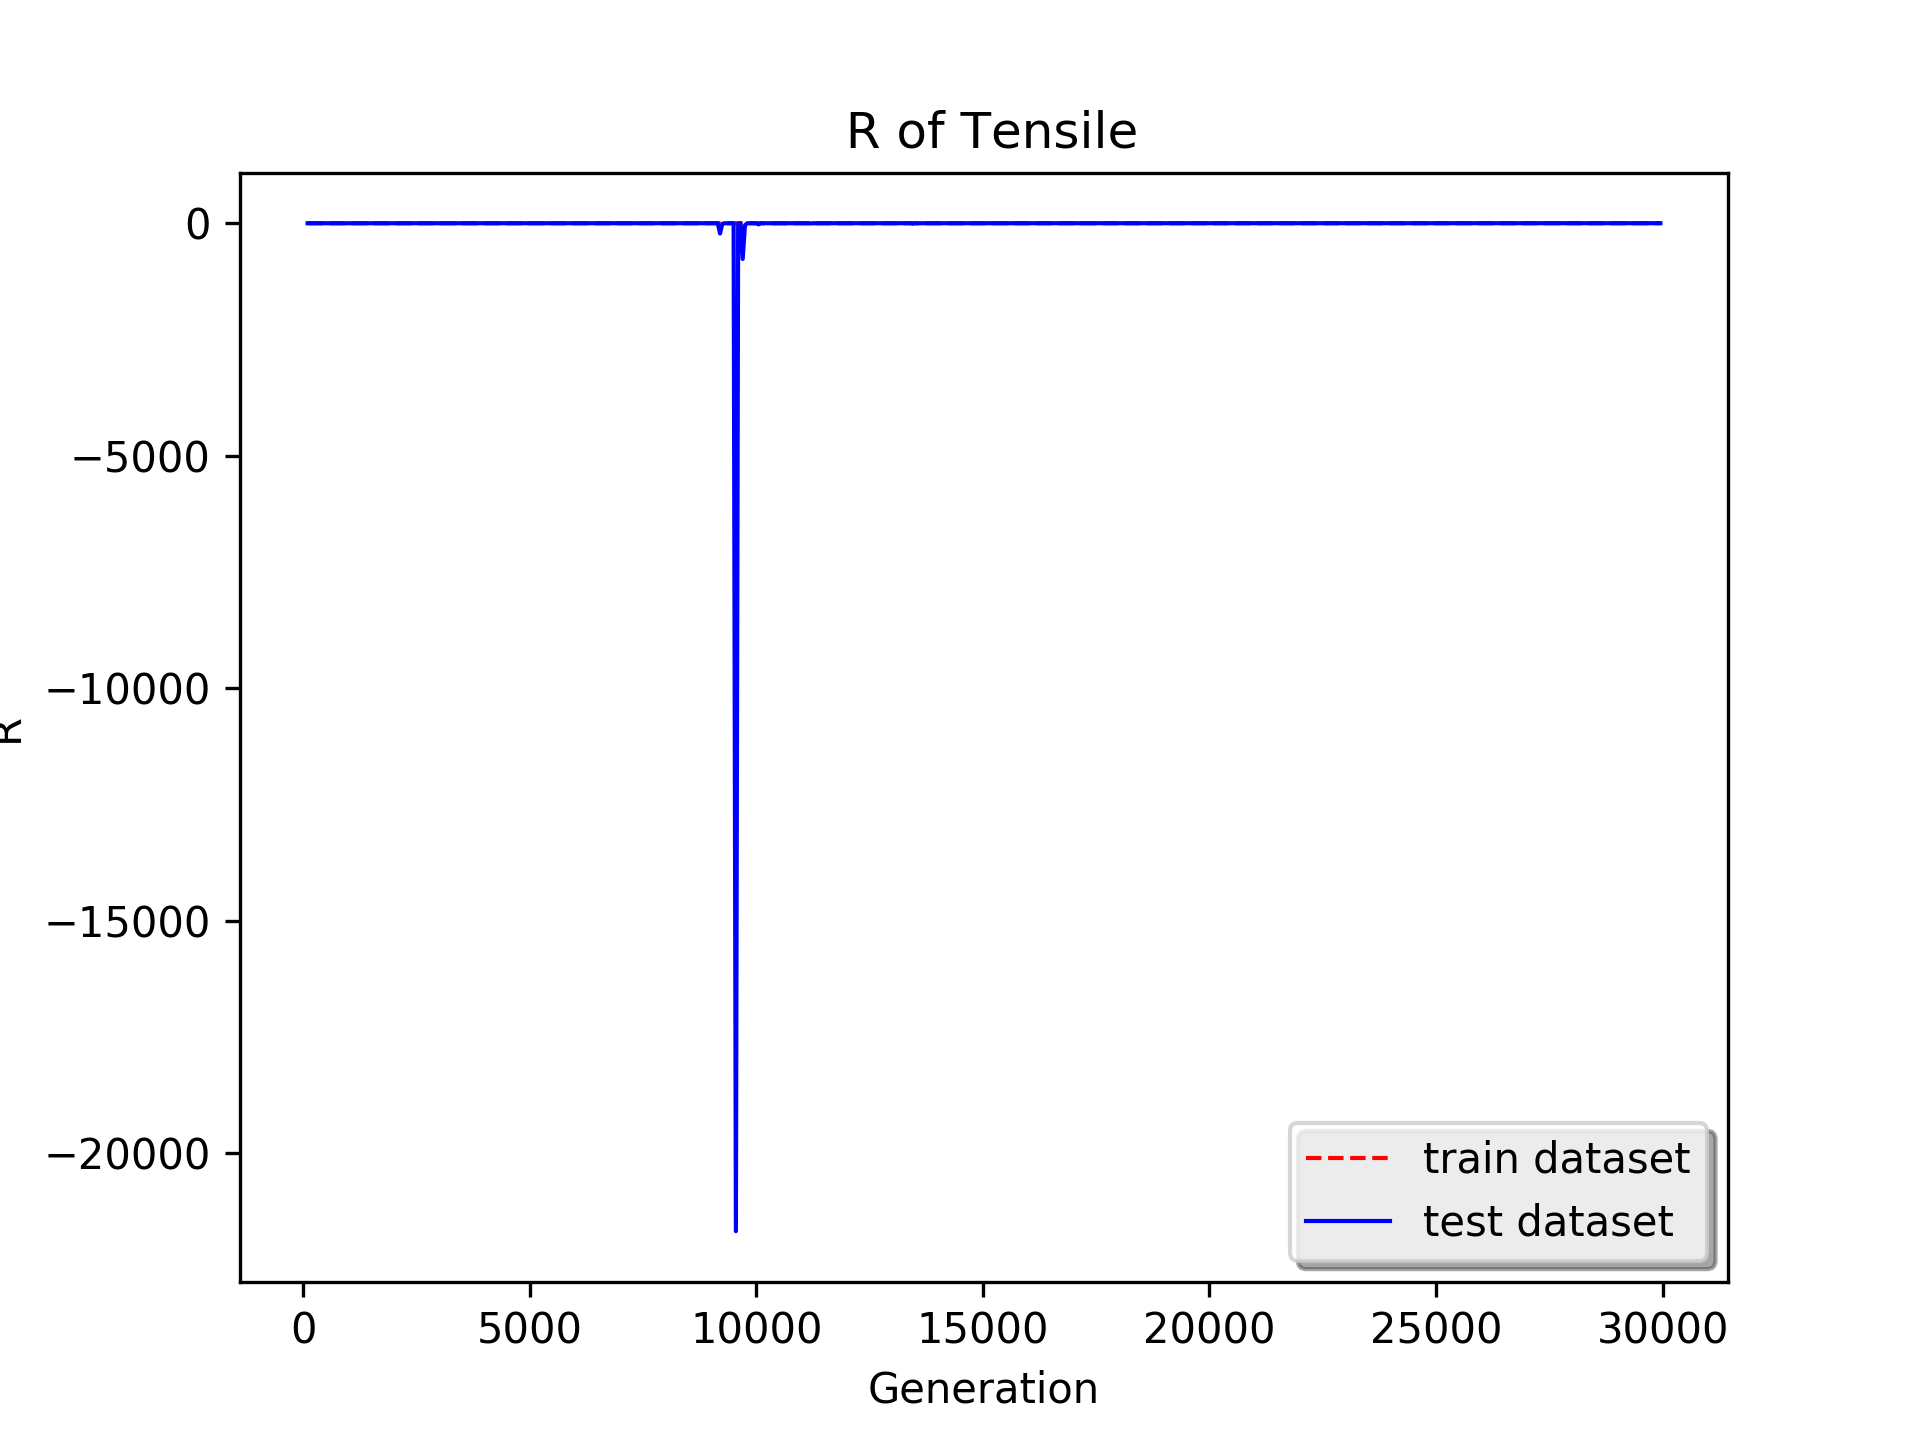 R of Tensile
0
−5000
−10000
R
−15000
−20000
train dataset
test dataset
0 5000 10000 15000 20000 25000 30000
Generation